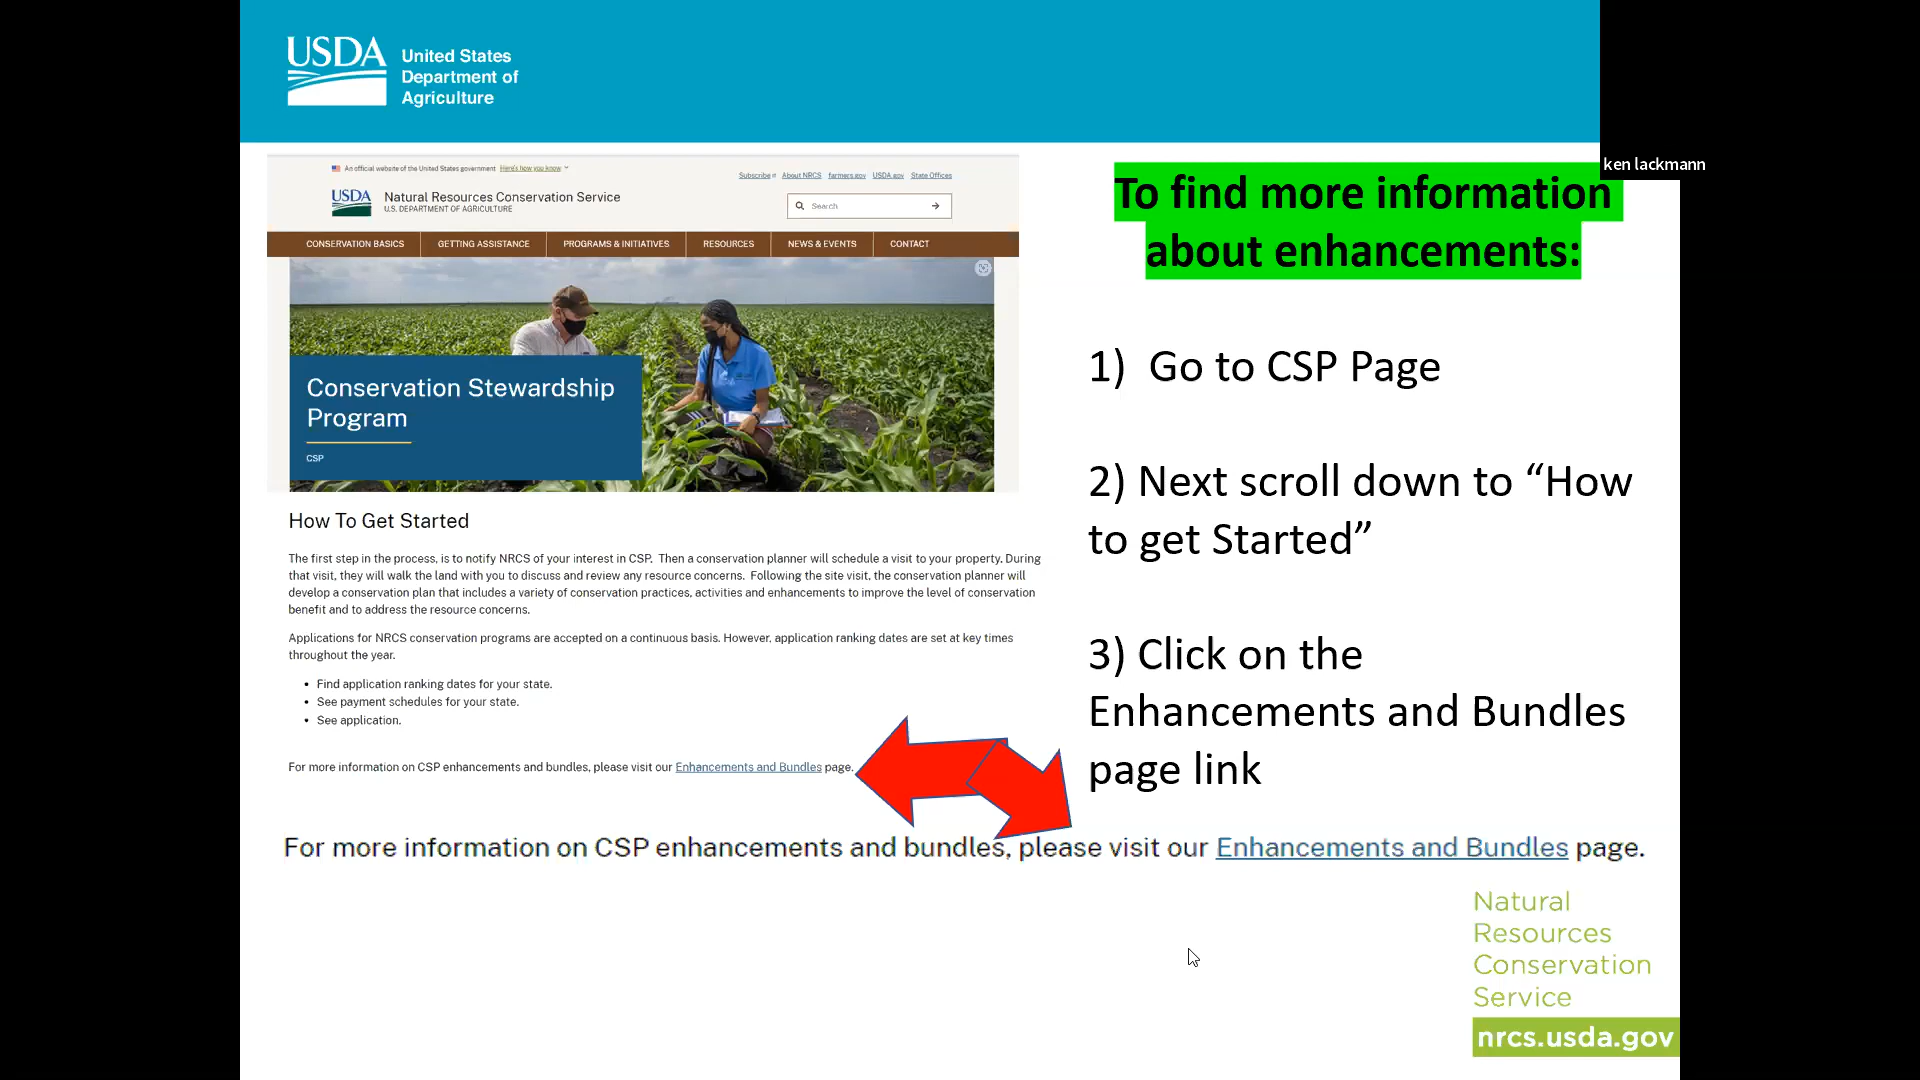 USDA
United States
Department of
Agriculture
ken lackmann
An official website of the United States government Here's how you know
Subscribe About NRCS farmers.gov USDA.gov State Offices
USDA
Natural Resources Conservation Service
U.S. DEPARTMENT OF AGRICULTURE
Search
CONSERVATION BASICS GETTING ASSISTANCE PROGRAMS & INITIATIVES RESOURCES NEWS & EVENTS CONTACT
Conservation Stewardship
Program
CSP
How To Get Started
The first step in the process, is to notify NRCS of your interest in CSP. Then a conservation planner will schedule a visit to your property. During
that visit, they will walk the land with you to discuss and review any resource concerns. Following the site visit, the conservation planner will
develop a conservation plan that includes a variety of conservation practices, activities and enhancements to improve the level of conservation
benefit and to address the resource concerns.
Applications for NRCS conservation programs are accepted on a continuous basis. However, application ranking dates are set at key times
throughout the year.
• Find application ranking dates for your state.
• See payment schedules for your state.
• See application.
For more information on CSP enhancements and bundles, please visit our Enhancements and Bundles page.
To find more information
about enhancements:
1) Go to CSP Page
2) Next scroll down to “How
to get Started”
3) Click on the
Enhancements and Bundles
page link
For more information on CSP enhancements and bundles, please visit our Enhancements and Bundles page.
Natural
Resources
Conservation
Service
nrcs.usda.gov